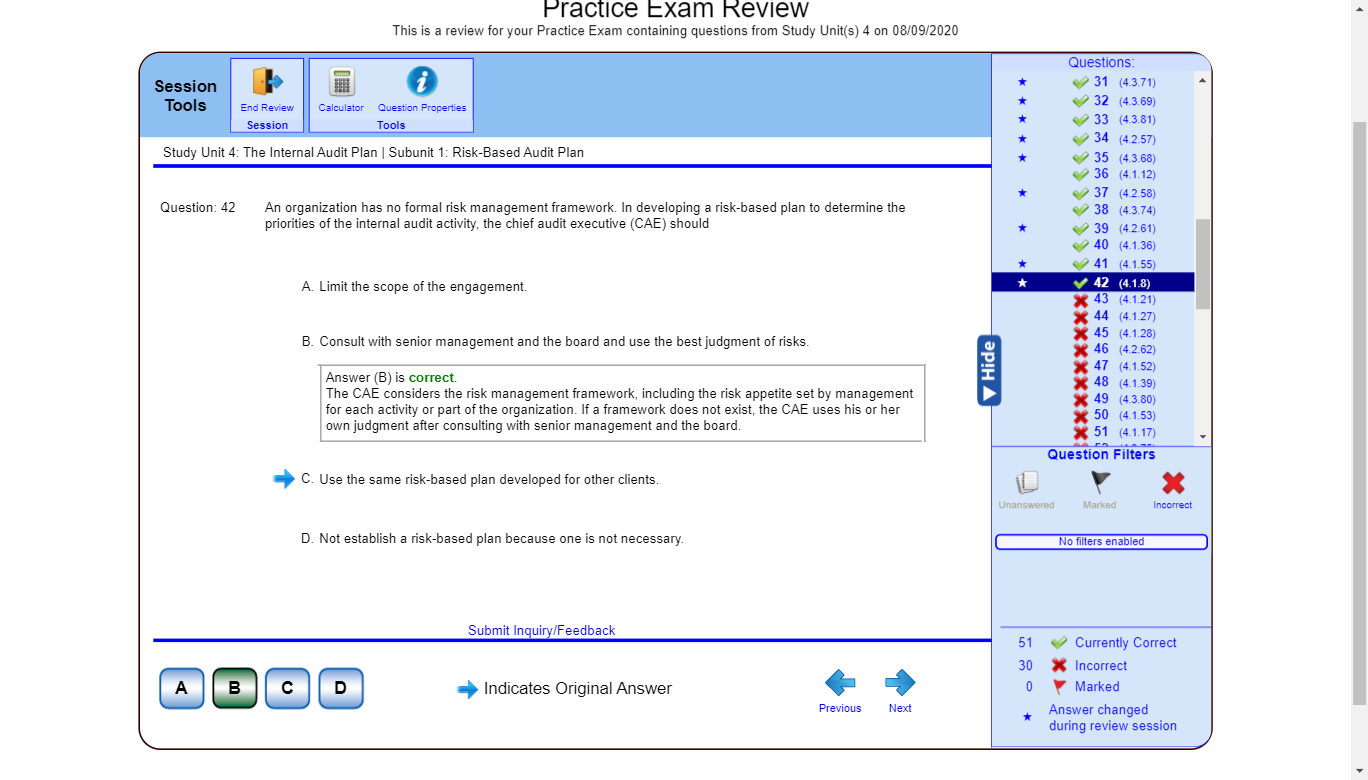 Practice Exam Review
This is a review for your Practice Exam containing questions from Study Unit(s) 4 on 08/09/2020
Session
Tools
End Review
Session
Calculator
Question Properties
Tools
Study Unit 4: The Internal Audit Plan | Subunit 1: Risk-Based Audit Plan
Question: 42
An organization has no formal risk management framework. In developing a risk-based plan to determine the
priorities of the internal audit activity, the chief audit executive (CAE) should
A. Limit the scope of the engagement.
B. Consult with senior management and the board and use the best judgment of risks.
Answer (B) is correct.
The CAE considers the risk management framework, including the risk appetite set by management
for each activity or part of the organization. If a framework does not exist, the CAE uses his or her
own judgment after consulting with senior management and the board.
C. Use the same risk-based plan developed for other clients.
D. Not establish a risk-based plan because one is not necessary.
Submit Inquiry/Feedback
A B C D
Indicates Original Answer
Previous
Next
Hide
Questions:
31 (4.3.71)
32 (4.3.69)
33 (4.3.81)
34 (4.2.57)
35 (4.3.68)
36 (4.1.12)
37 (4.2.58)
38 (4.3.74)
39 (4.2.61)
40 (4.1.36)
41 (4.1.55)
42 (4.1.8)
43 (4.1.21)
44 (4.1.27)
45 (4.1.28)
46 (4.2.62)
47 (4.1.52)
48 (4.1.39)
49 (4.3.80)
50 (4.1.53)
51 (4.1.17)
Question Filters
Unanswered
Marked
Incorrect
No filters enabled
51 Currently Correct
30 Incorrect
0 Marked
Answer changed
during review session